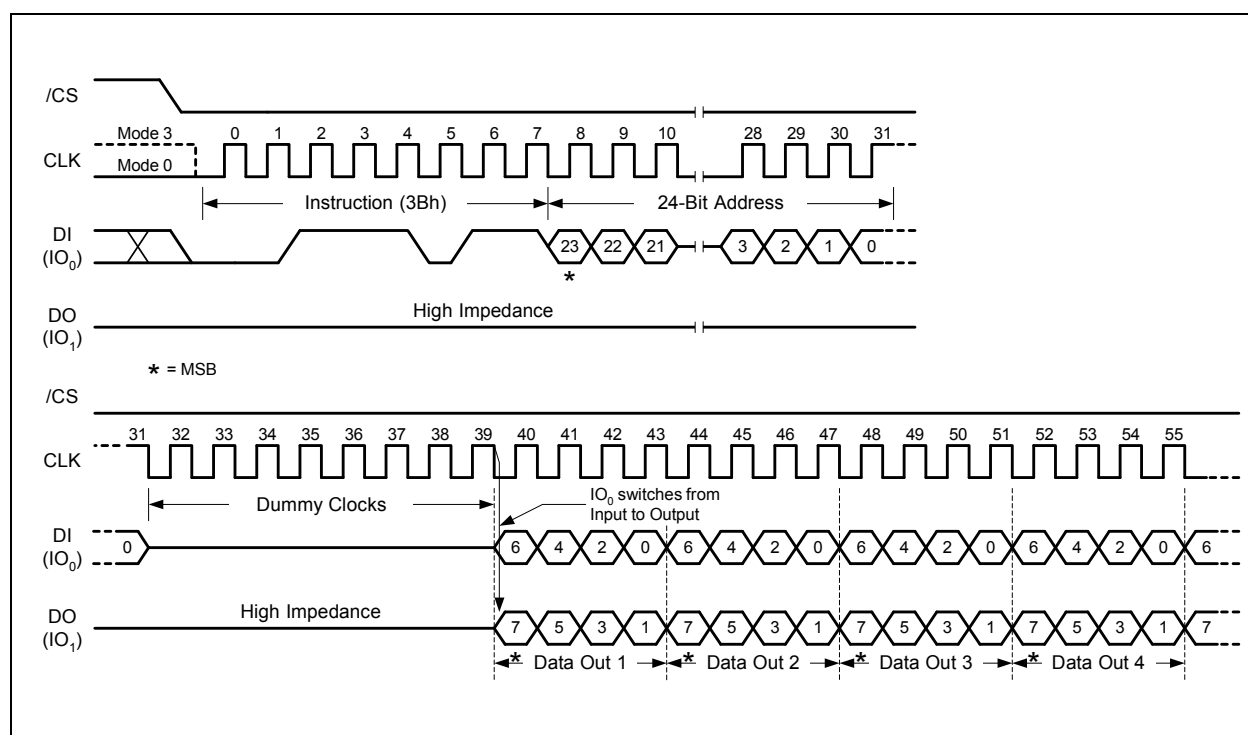 /CS
Mode 3 0 1 2 3 4 5 6 7 8 9 10 28 29 30 31
CLK
Mode 0
Instruction (3Bh) 24-Bit Address
DI
(IO0)
23 22 21 3 2 1 0
*
High Impedance
DO
(IO1)
* = MSB
/CS
31 32 33 34 35 36 37 38 39 40 41 42 43 44 45 46 47 48 49 50 51 52 53 54 55
CLK
Dummy Clocks
IO0 switches from
Input to Output
DI
(IO0)
0 6 4 2 0 6 4 2 0 6 4 2 0 6 4 2 0 6
High Impedance
DO
(IO1)
7 5 3 1 7 5 3 1 7 5 3 1 7 5 3 1 7
* Data Out 1 * Data Out 2 * Data Out 3 * Data Out 4